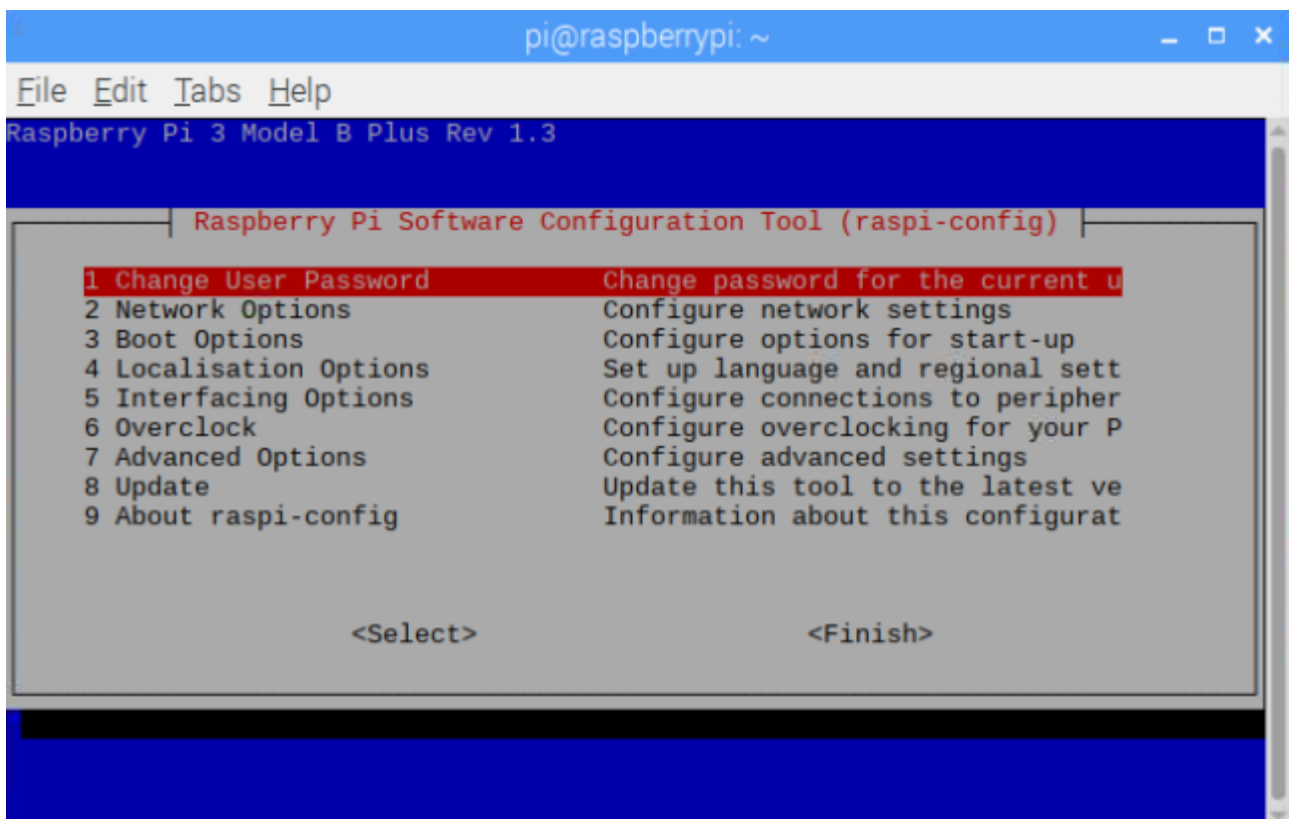 pi@raspberrypi: ~
File Edit Tabs Help
Raspberry Pi 3 Model B Plus Rev 1.3
Raspberry Pi Software Configuration Tool (raspi-config)
1 Change User Password Change password for the current u
2 Network Options Configure network settings
3 Boot Options Configure options for start-up
4 Localisation Options Set up language and regional sett
5 Interfacing Options Configure connections to peripher
6 Overclock Configure overclocking for your P
7 Advanced Options Configure advanced settings
8 Update Update this tool to the latest ve
9 About raspi-config Information about this configurat
<Select> <Finish>